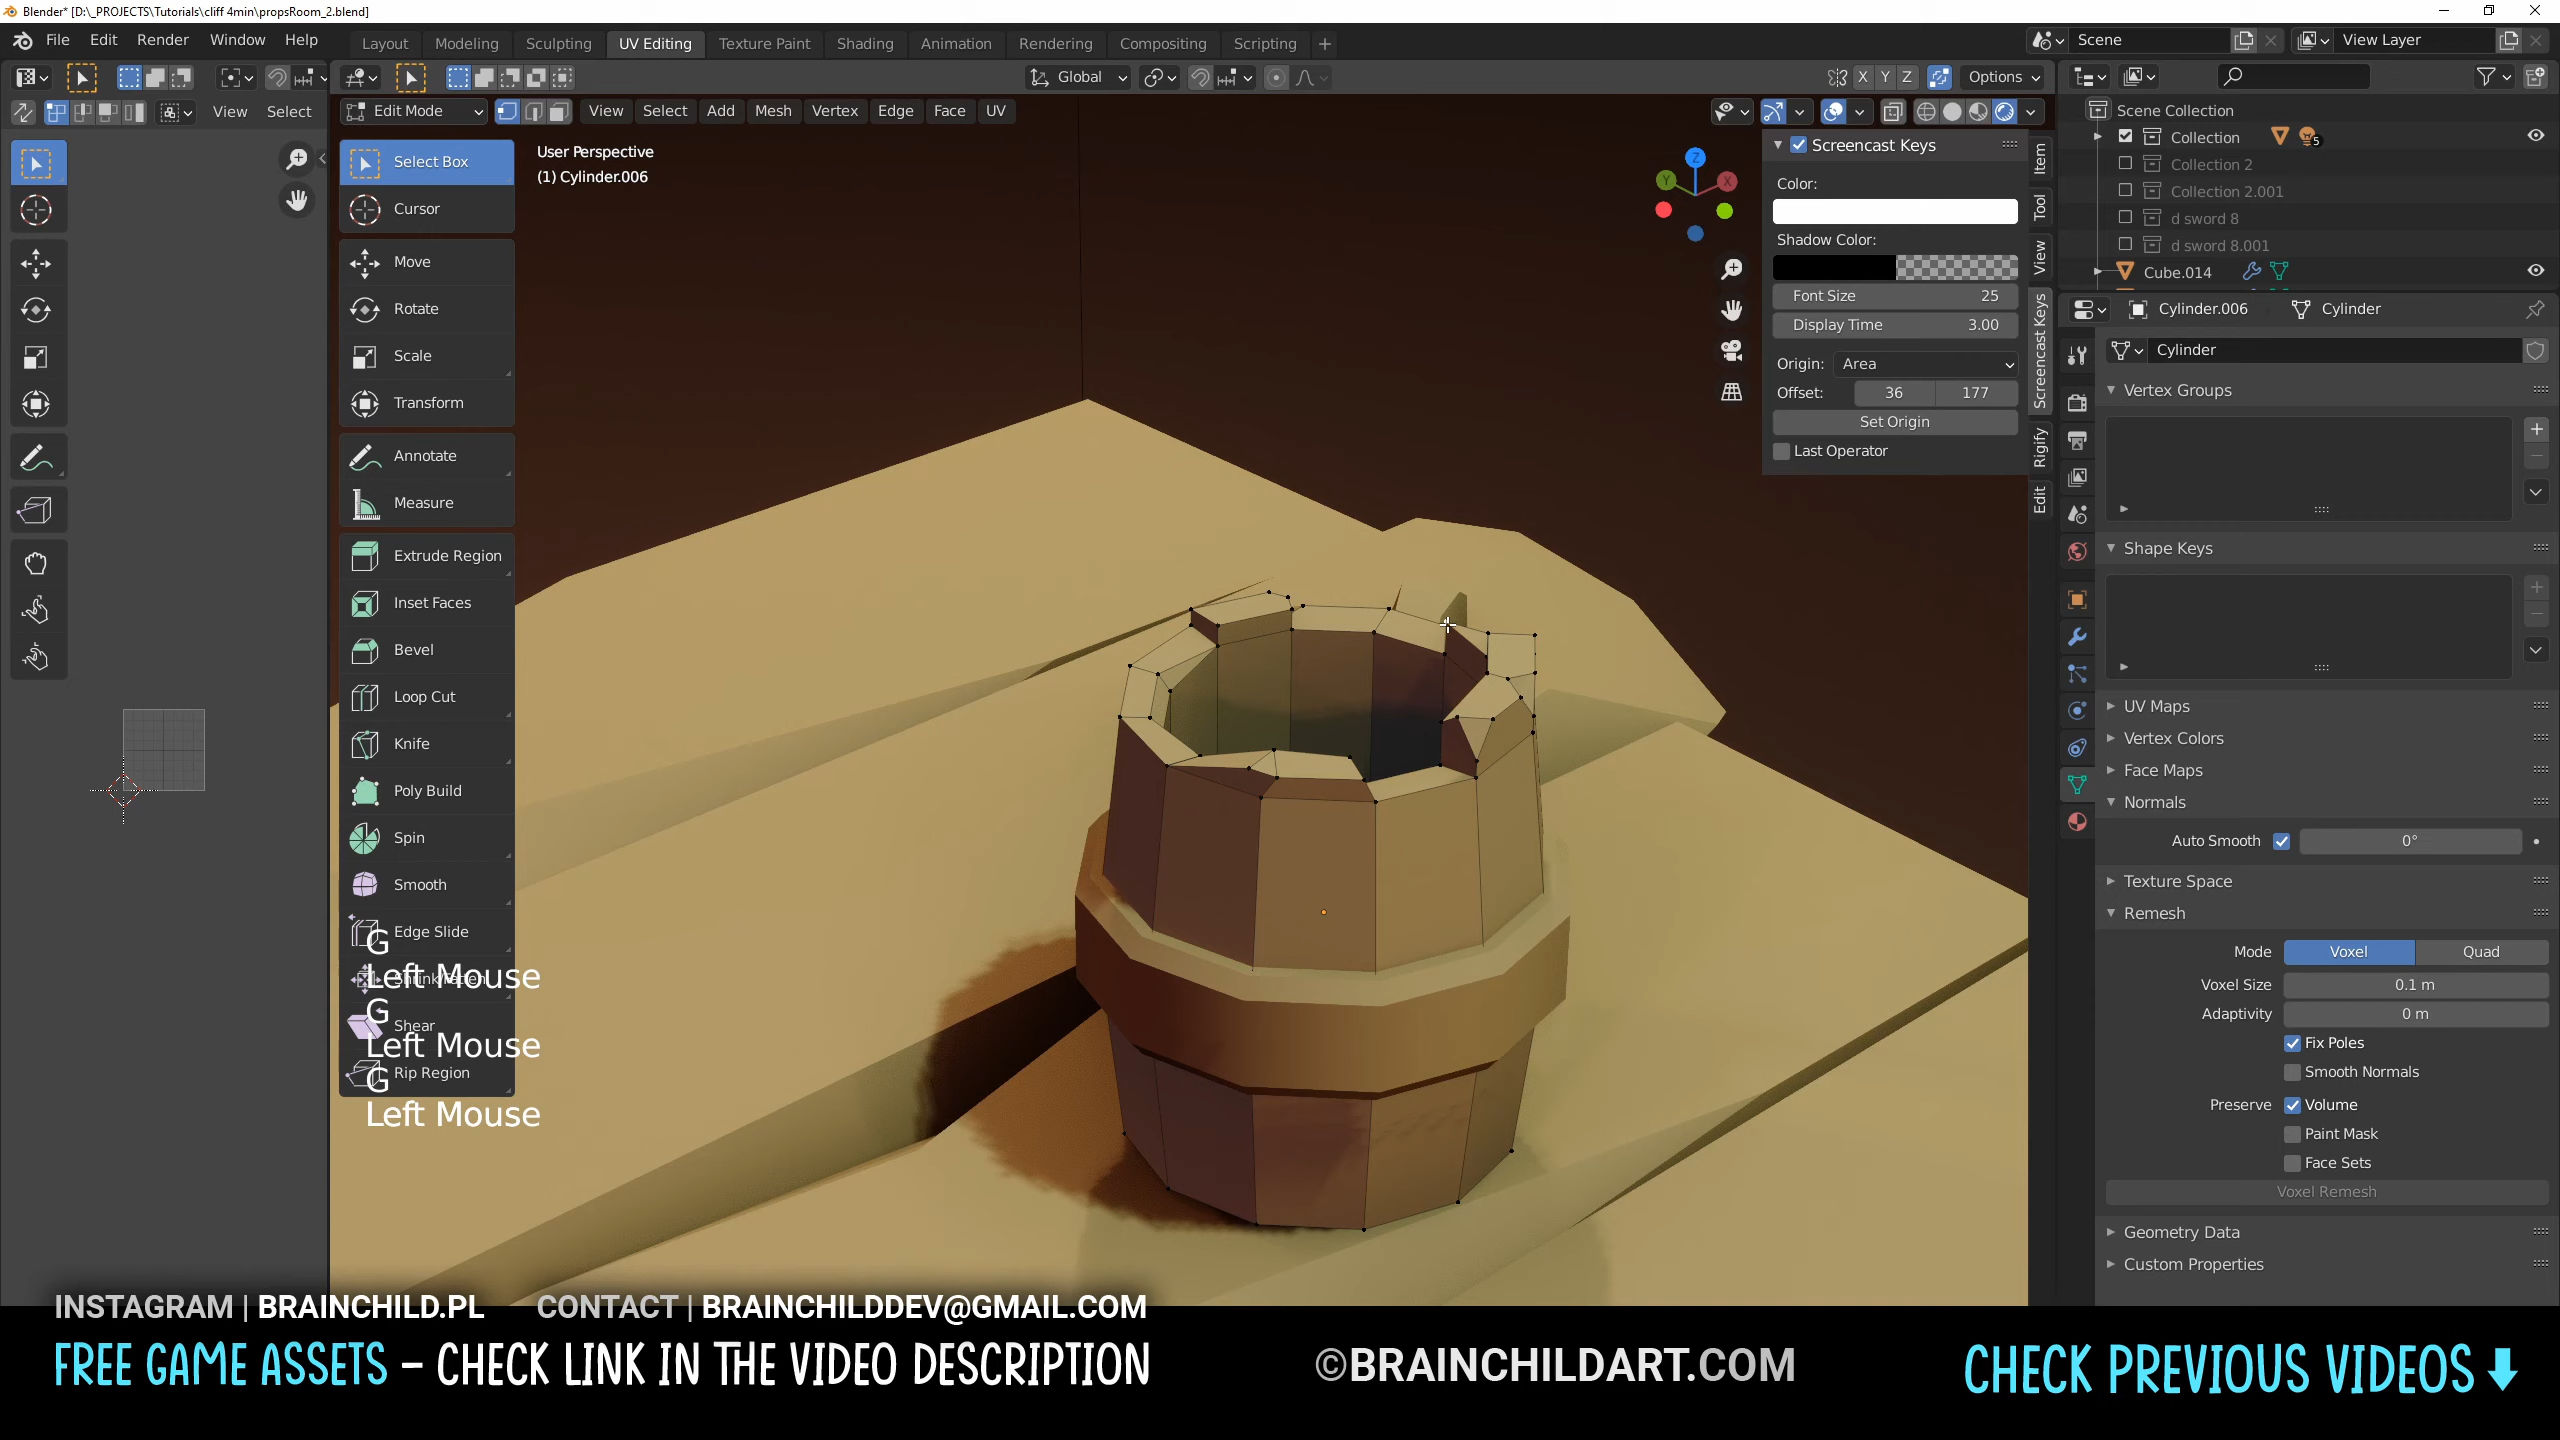 Blender* [D:\_PROJECTS\Tutorials\cliff 4min\propsRoom_2.blend]
File Edit Render Window Help
Layout Modeling Sculpting UV Editing Texture Paint Shading Animation Rendering Compositing Scripting +
Scene
View Layer
Global
X Y Z
Options
View Select
Edit Mode
View Select Add Mesh Vertex Edge Face UV
Select Box
Cursor
Move
Rotate
Scale
Transform
Annotate
Measure
Extrude Region
Inset Faces
Bevel
Loop Cut
Knife
Poly Build
Spin
Smooth
Edge Slide
Shrink/Fatten
Shear
Rip Region
User Perspective
(1) Cylinder.006
G
Left Mouse
G
Left Mouse
G
Left Mouse
Z
Y
X
Screencast Keys
Color:
Shadow Color:
Font Size 25
Display Time 3.00
Origin: Area
Offset: 36 177
Set Origin
Last Operator
Item
Tool
View
Screencast Keys
Rigify
Edit
Scene Collection
Collection 5
Collection 2
Collection 2.001
d sword 8
d sword 8.001
Cube.014
Cylinder.006 Cylinder
Cylinder
Vertex Groups
Shape Keys
UV Maps
Vertex Colors
Face Maps
Normals
Auto Smooth 0°
Texture Space
Remesh
Mode Voxel Quad
Voxel Size 0.1 m
Adaptivity 0 m
Fix Poles
Smooth Normals
Preserve Volume
Paint Mask
Face Sets
Voxel Remesh
Geometry Data
Custom Properties
INSTAGRAM | BRAINCHILD.PL CONTACT | BRAINCHILDDEV@GMAIL.COM
FREE GAME ASSETS – CHECK LINK IN THE VIDEO DESCRIPTION
©BRAINCHILDART.COM
CHECK PREVIOUS VIDEOS